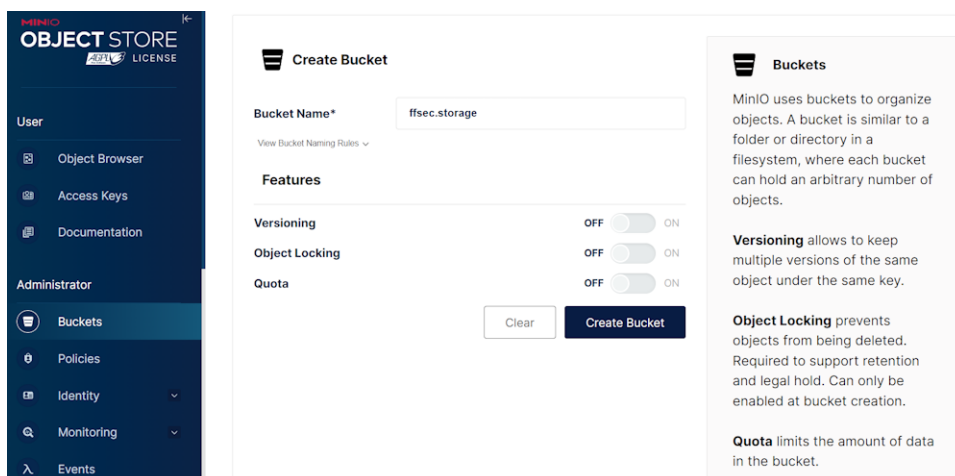 MINIO
OBJECT STORE
AGPLv3 LICENSE
User
Object Browser
Access Keys
Documentation
Administrator
Buckets
Policies
Identity
Monitoring
Events
Create Bucket
Bucket Name*
ffsec.storage
View Bucket Naming Rules
Features
Versioning
OFF ON
Object Locking
OFF ON
Quota
OFF ON
Clear
Create Bucket
Buckets
MinIO uses buckets to organize
objects. A bucket is similar to a
folder or directory in a
filesystem, where each bucket
can hold an arbitrary number of
objects.
Versioning allows to keep
multiple versions of the same
object under the same key.
Object Locking prevents
objects from being deleted.
Required to support retention
and legal hold. Can only be
enabled at bucket creation.
Quota limits the amount of data
in the bucket.